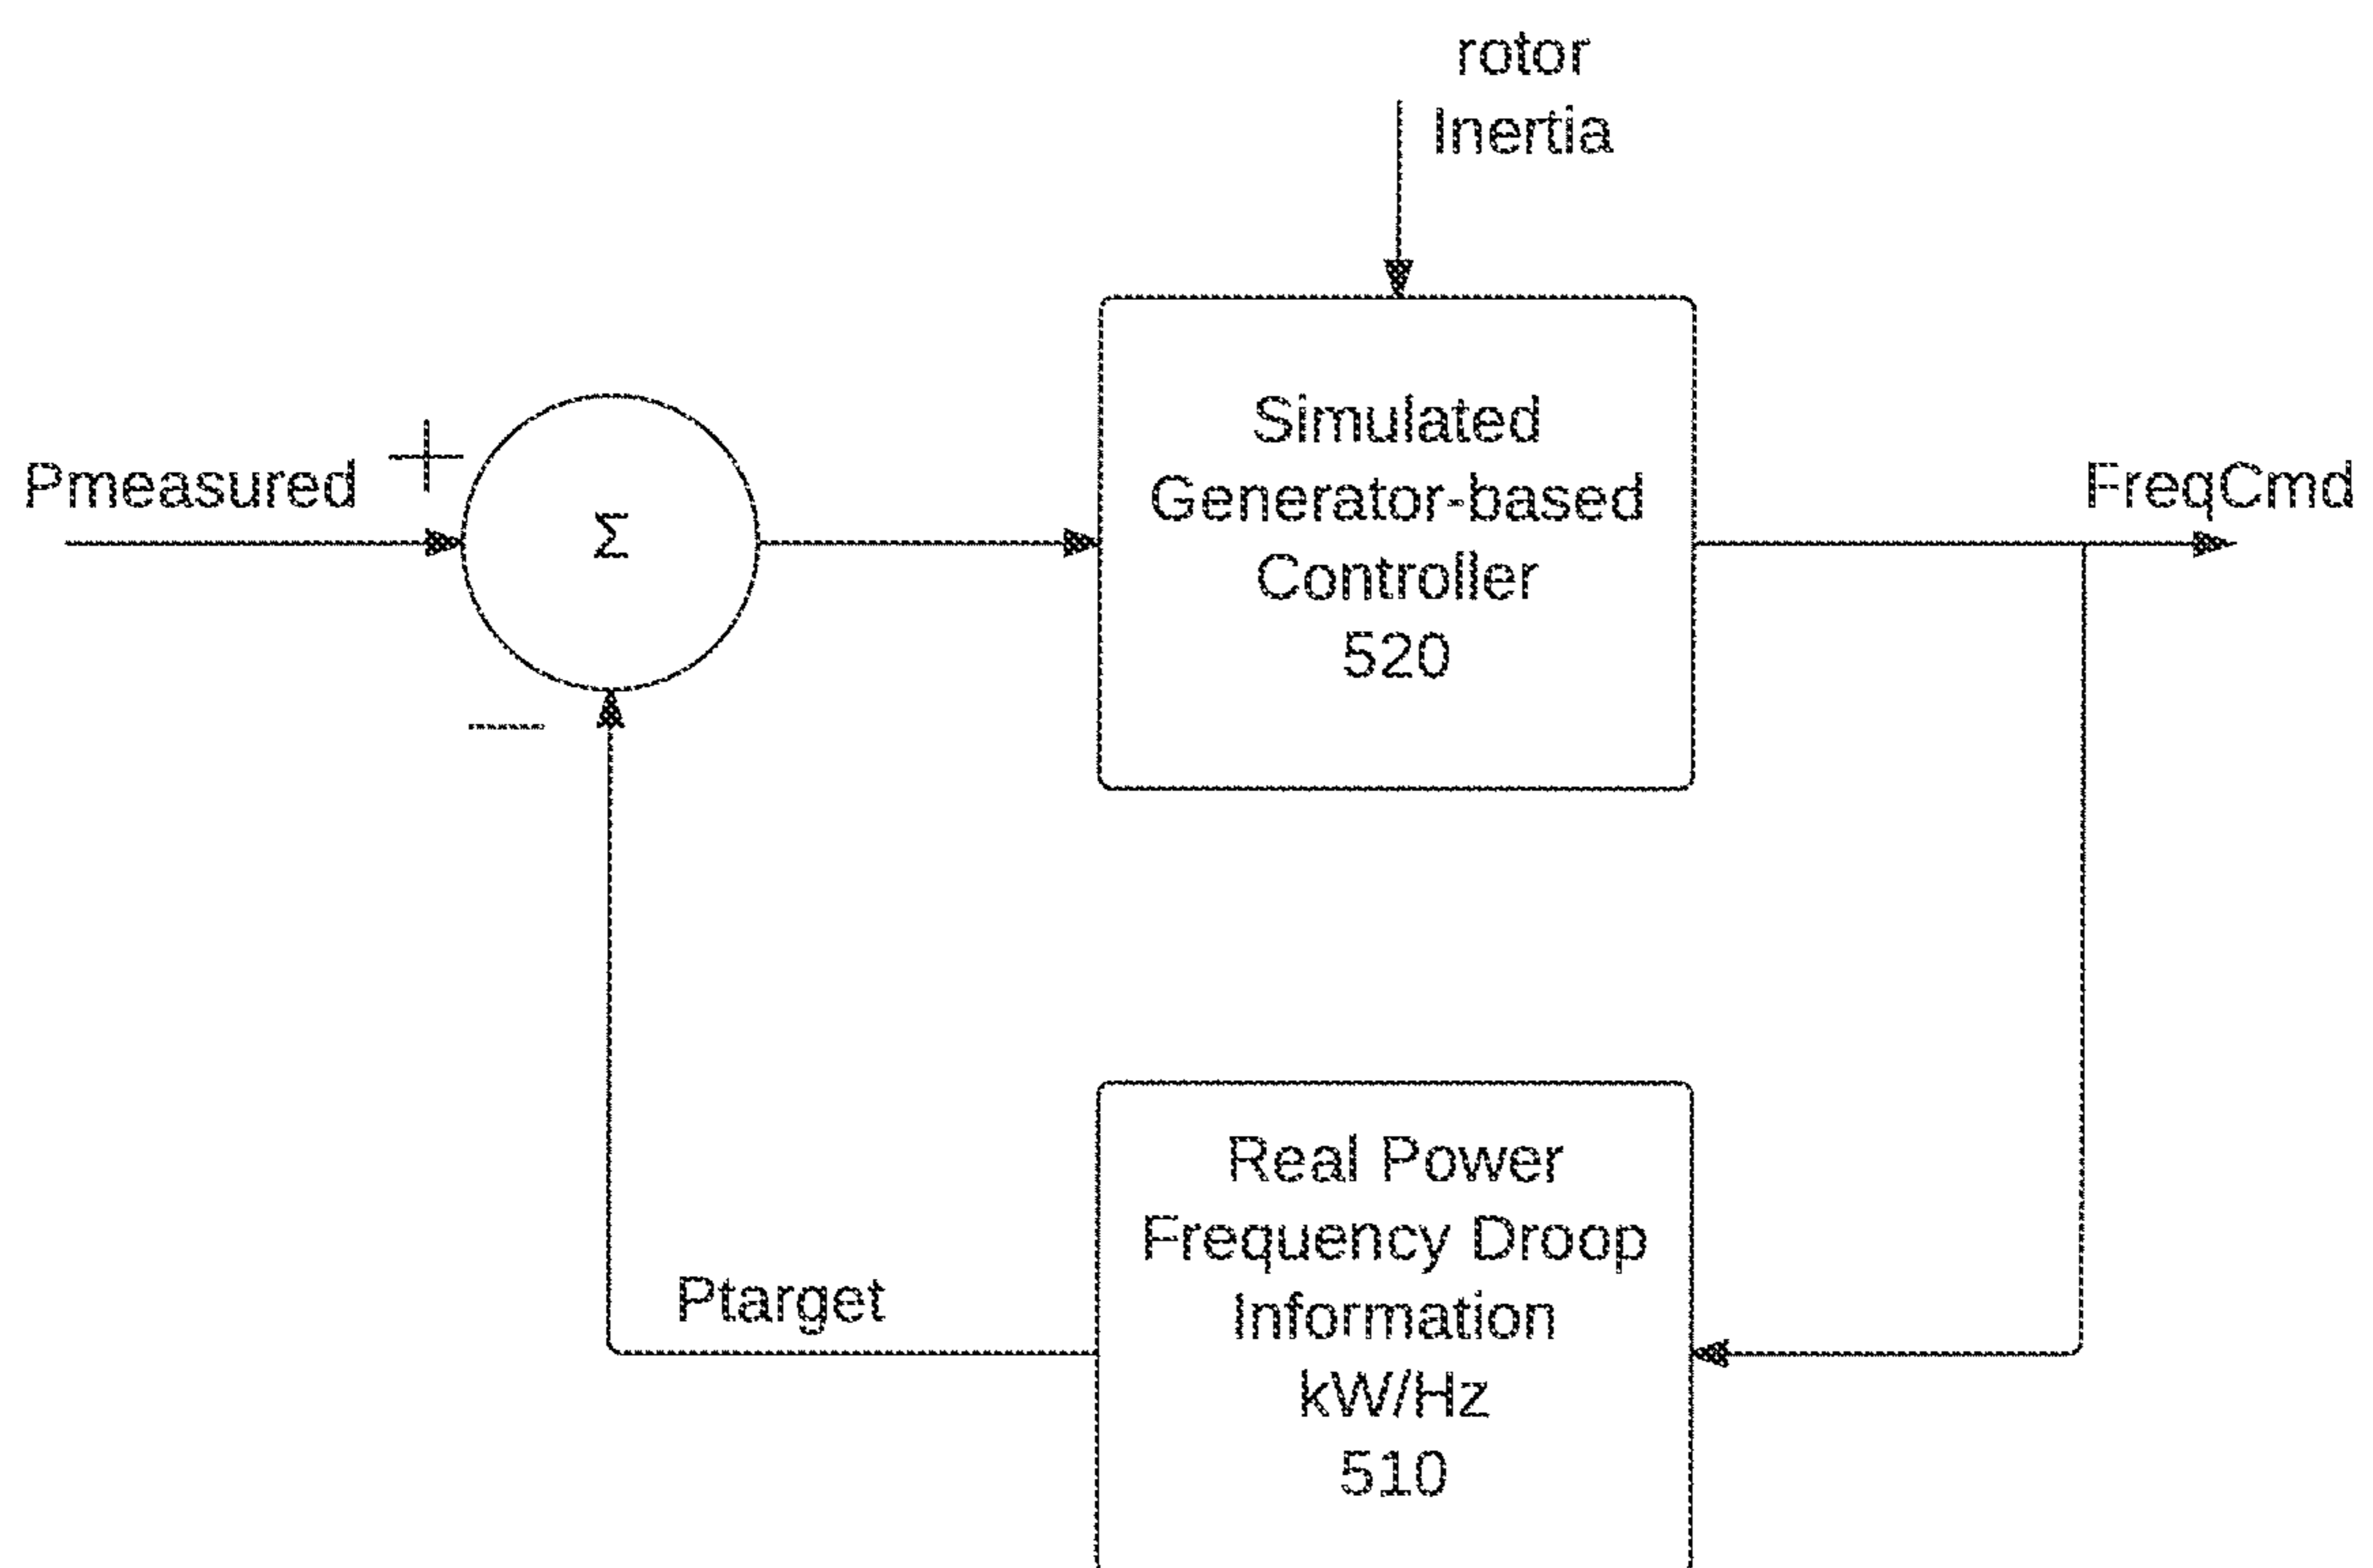 rotor
Inertia
Pmeasured +
Σ
Simulated
Generator-based
Controller
520
FreqCmd
—
Real Power
Frequency Droop
Information
kW/Hz
510
Ptarget